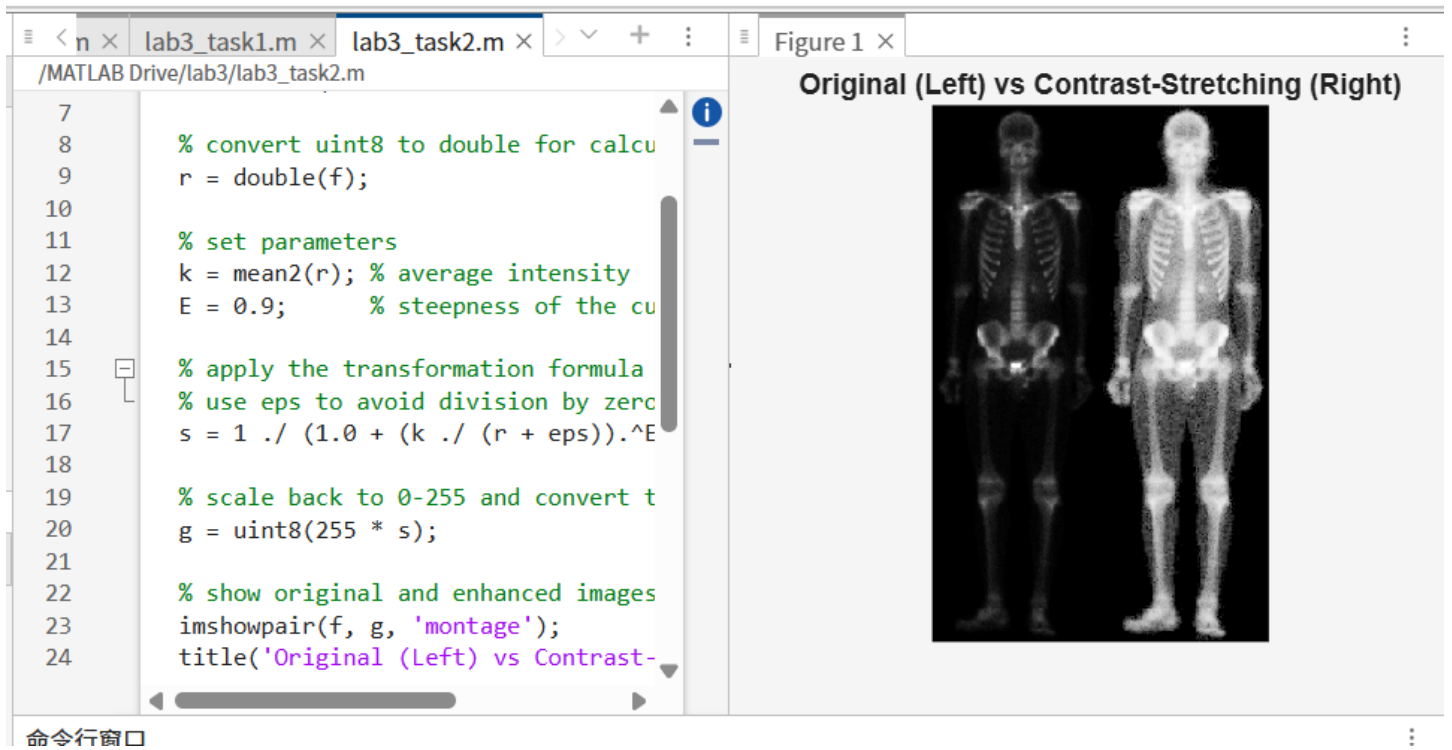 m × lab3_task1.m × lab3_task2.m ×
/MATLAB Drive/lab3/lab3_task2.m
7
8 % convert uint8 to double for calcu
9 r = double(f);
10
11 % set parameters
12 k = mean2(r); % average intensity
13 E = 0.9; % steepness of the cu
14
15 % apply the transformation formula
16 % use eps to avoid division by zero
17 s = 1 ./ (1.0 + (k ./ (r + eps)).^E
18
19 % scale back to 0-255 and convert t
20 g = uint8(255 * s);
21
22 % show original and enhanced images
23 imshowpair(f, g, 'montage');
24 title('Original (Left) vs Contrast-
Figure 1 ×
Original (Left) vs Contrast-Stretching (Right)
命令行窗口